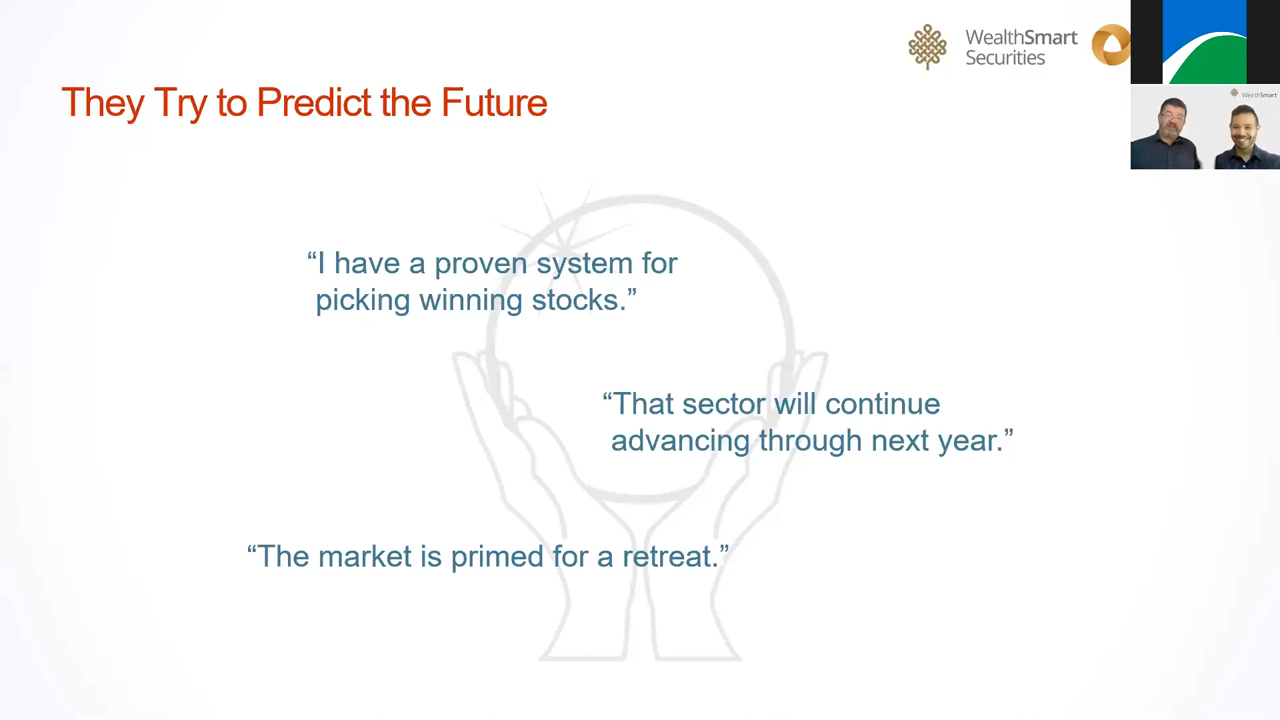 WealthSmart
Securities
WealthSmart
They Try to Predict the Future
“I have a proven system for
picking winning stocks.”
“That sector will continue
advancing through next year.”
“The market is primed for a retreat.”